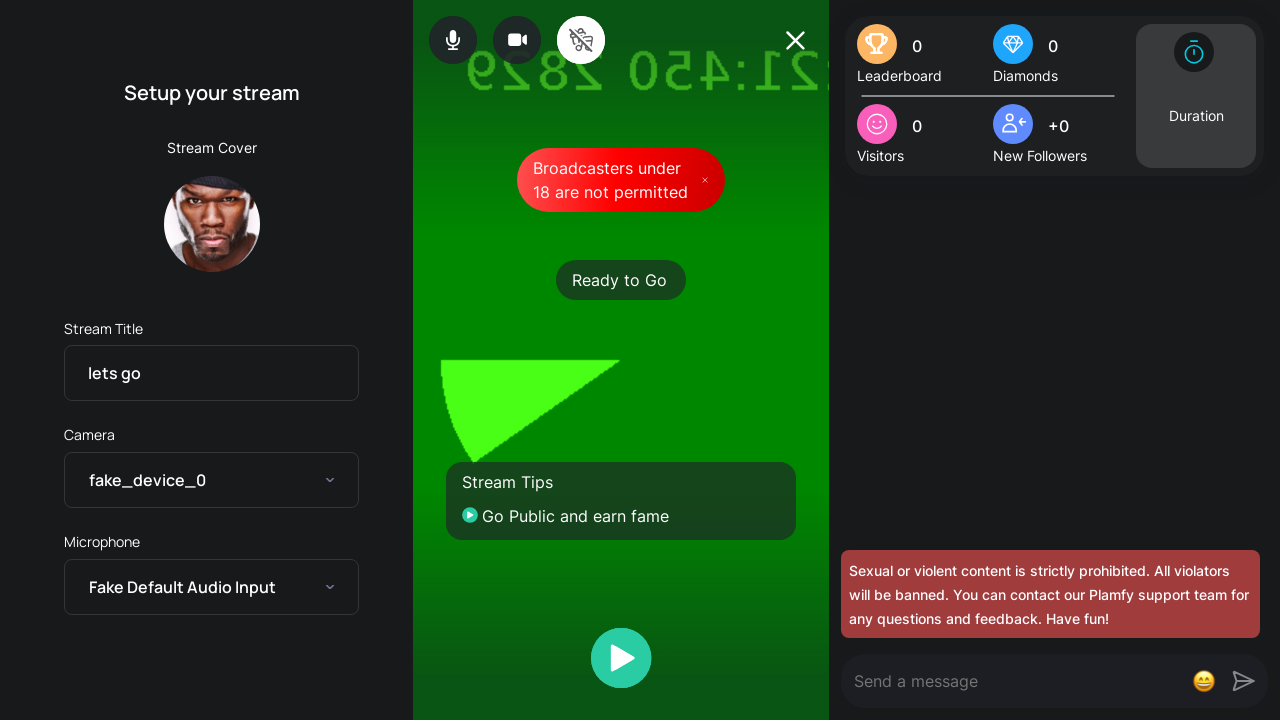 Setup your stream
Stream Cover
Stream Title
lets go
Camera
fake_device_0
Microphone
Fake Default Audio Input
21:450 2829
Broadcasters under
18 are not permitted
Ready to Go
Stream Tips
Go Public and earn fame
0
Leaderboard
0
Diamonds
0
Visitors
+0
New Followers
Duration
Sexual or violent content is strictly prohibited. All violators
will be banned. You can contact our Plamfy support team for
any questions and feedback. Have fun!
Send a message